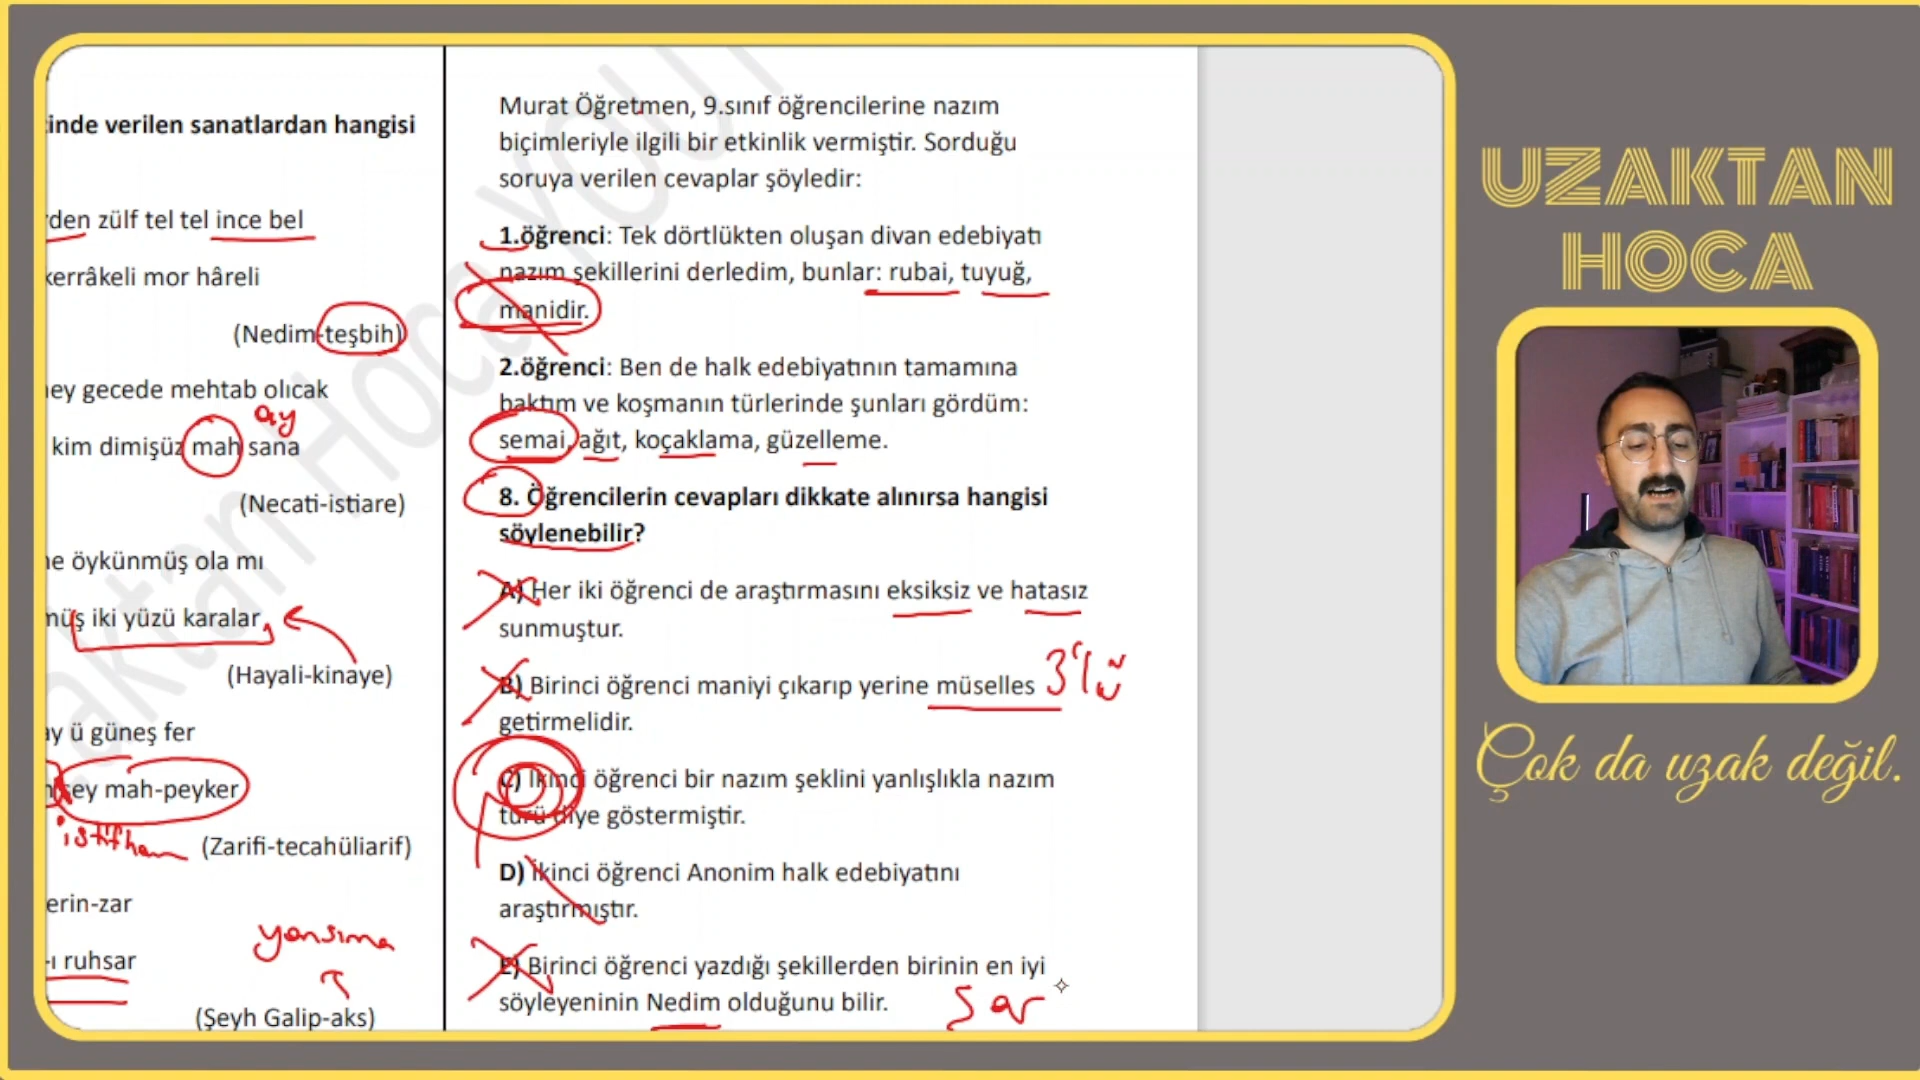 inde verilen sanatlardan hangisi
den zülf tel tel ince bel
kerrâkeli mor hâreli
(Nedim-teşbih)
ey gecede mehtab olıcak
ay
kim dimişüz mah sana
(Necati-istiare)
öykünmüş ola mı
iki yüzü karalar
(Hayali-kinaye)
ay ü güneş fer
şey mah-peyker
istifham
(Zarifi-tecahüliarif)
erin-zar
yansıma
-ı ruhsar
(Şeyh Galip-aks)
Murat Öğretmen, 9.sınıf öğrencilerine nazım
biçimleriyle ilgili bir etkinlik vermiştir. Sorduğu
soruya verilen cevaplar şöyledir:
1.öğrenci: Tek dörtlükten oluşan divan edebiyatı
nazım şekillerini derledim, bunlar: rubai, tuyuğ,
manidir.
2.öğrenci: Ben de halk edebiyatının tamamına
baktım ve koşmanın türlerinde şunları gördüm:
semai, ağıt, koçaklama, güzelleme.
8. Öğrencilerin cevapları dikkate alınırsa hangisi
söylenebilir?
A) Her iki öğrenci de araştırmasını eksiksiz ve hatasız
sunmuştur.
B) Birinci öğrenci maniyi çıkarıp yerine müselles 3'lü
getirmelidir.
C) İkinci öğrenci bir nazım şeklini yanlışlıkla nazım
türü diye göstermiştir.
D) İkinci öğrenci Anonim halk edebiyatını
araştırmıştır.
E) Birinci öğrenci yazdığı şekillerden birinin en iyi
söyleyeninin Nedim olduğunu bilir. şar
UZAKTAN
HOCA
Çok da uzak değil.